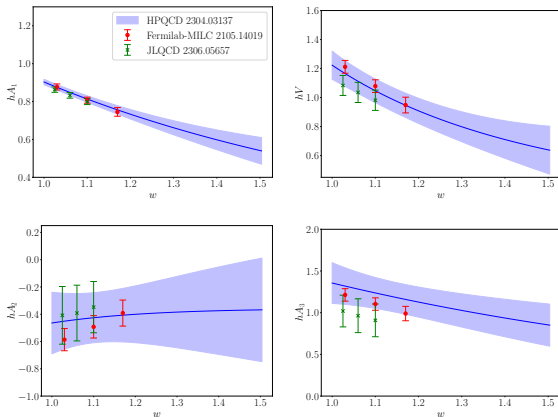 HPQCD 2304.03137
Fermilab-MILC 2105.14019
JLQCD 2306.05657
1.2
1.0
0.8
0.6
0.4
hA₁
1.0 1.1 1.2 1.3 1.4 1.5
w
1.6
1.4
1.2
1.0
0.8
0.6
hV
1.0 1.1 1.2 1.3 1.4 1.5
w
0.2
0.0
−0.2
−0.4
−0.6
−0.8
−1.0
hA₂
1.0 1.1 1.2 1.3 1.4 1.5
w
2.0
1.5
1.0
0.5
0.0
hA₃
1.0 1.1 1.2 1.3 1.4 1.5
w